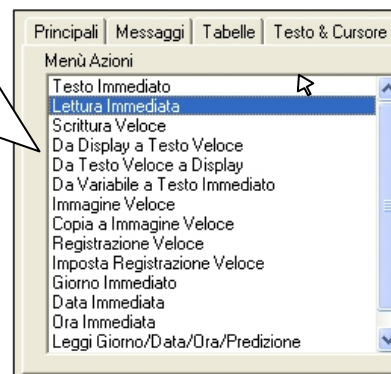 Principali Messaggi Tabelle Testo & Cursore
Menù Azioni
Testo Immediato
Lettura Immediata
Scrittura Veloce
Da Display a Testo Veloce
Da Testo Veloce a Display
Da Variabile a Testo Immediato
Immagine Veloce
Copia a Immagine Veloce
Registrazione Veloce
Imposta Registrazione Veloce
Giorno Immediato
Data Immediata
Ora Immediata
Leggi Giorno/Data/Ora/Predizione